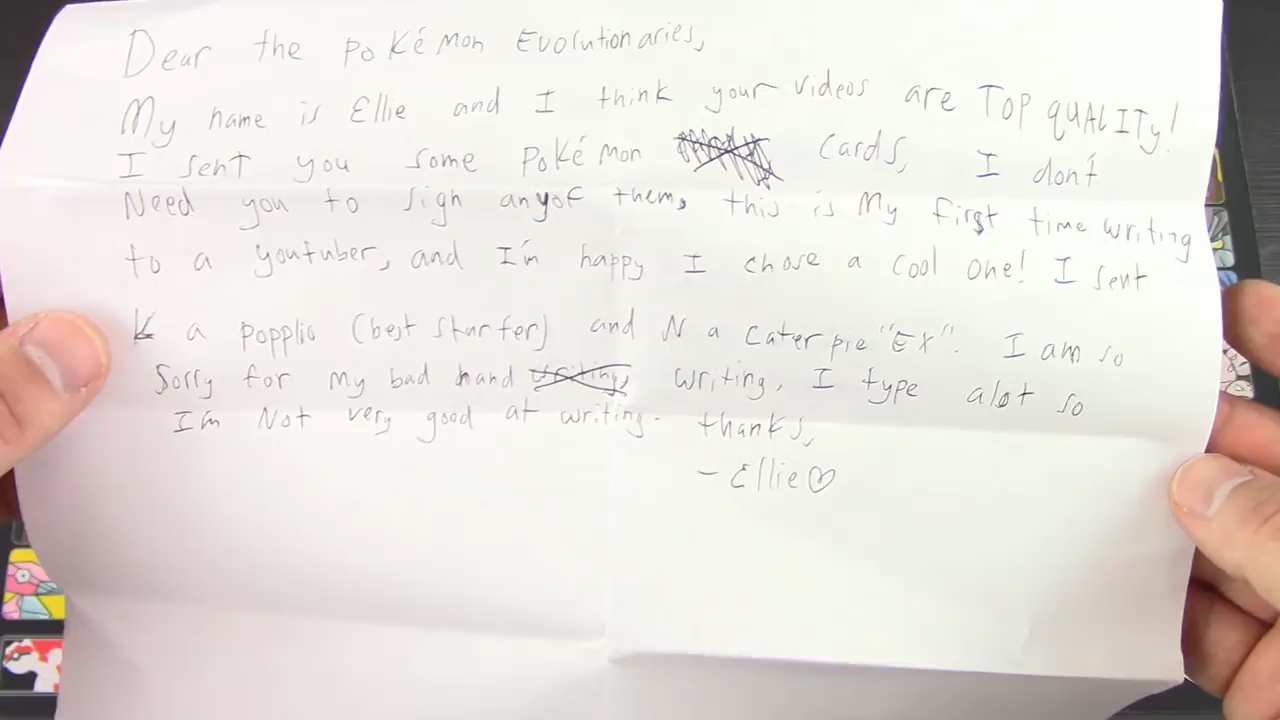 Dear the Pokémon Evolutionaries,
My name is Ellie and I think your videos are TOP QUALITY!
I sent you some Pokémon cards, I don't
Need you to sign anyof them, this is My first time writing
to a youtuber, and I'm happy I chose a cool one! I sent
a popplio (best starter) and a Caterpie "EX". I am so
Sorry for my bad hand writing, writing, I type alot so
I'm Not very good at writing. thanks,
- Ellie♡